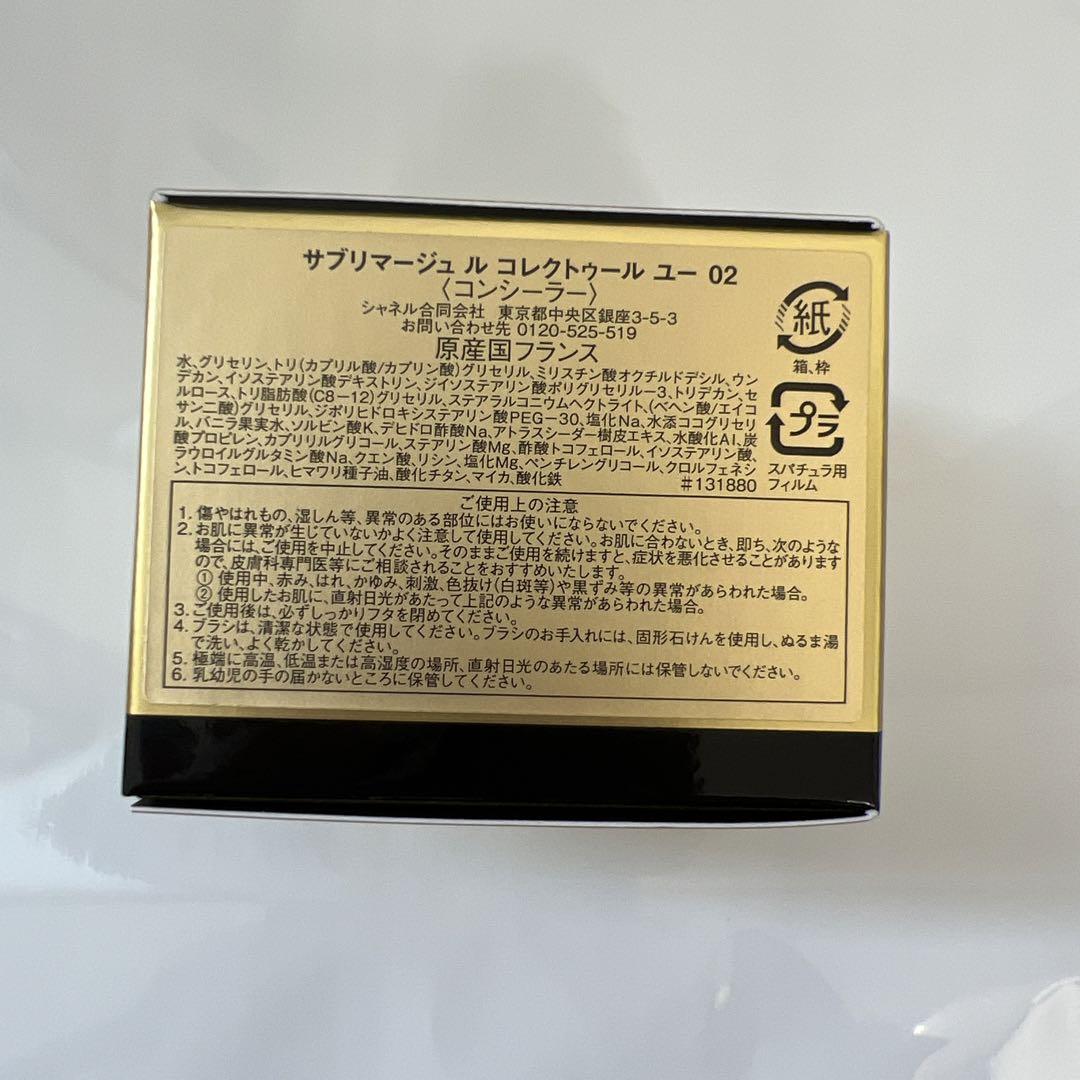 サブリマージュ ル コレクトゥール ユー 02
〈コンシーラー〉
シャネル合同会社 東京都中央区銀座3-5-3
お問い合わせ先 0120-525-519
原産国フランス
水、グリセリン、トリ(カプリル酸/カプリン酸)グリセリル、ミリスチン酸オクチルドデシル、ウン
デカン、イソステアリン酸デキストリン、ジイソステアリン酸ポリグリセリル-3、トリデカン、セ
ルロース、トリ脂肪酸(C8-12)グリセリル、ステアラルコニウムヘクトライト、(ベヘン酸/エイコ
サン二酸)グリセリル、ジポリヒドロキシステアリン酸PEG-30、塩化Na、水添ココグリセリ
ル、バニラ果実水、ソルビン酸K、デヒドロ酢酸Na、アトラスシーダー樹皮エキス、水酸化Al、炭
酸プロピレン、カプリリルグリコール、ステアリン酸Mg、酢酸トコフェロール、イソステアリン酸、
ラウロイルグルタミン酸Na、クエン酸、リシン、塩化Mg、ペンチレングリコール、クロルフェネシ
ン、トコフェロール、ヒマワリ種子油、酸化チタン、マイカ、酸化鉄 #131880
紙
箱、枠
プラ
スパチュラ用
フィルム
ご使用上の注意
1. 傷やはれもの、湿しん等、異常のある部位にはお使いにならないでください。
2. お肌に異常が生じていないかよく注意して使用してください。お肌に合わないとき、即ち、次のような
場合には、ご使用を中止してください。そのままご使用を続けますと、症状を悪化させることがあります
ので、皮膚科専門医等にご相談されることをおすすめいたします。
① 使用中、赤み、はれ、かゆみ、刺激、色抜け(白斑等)や黒ずみ等の異常があらわれた場合。
② 使用したお肌に、直射日光があたって上記のような異常があらわれた場合。
3. ご使用後は、必ずしっかりフタを閉めてください。
4. ブラシは、清潔な状態で使用してください。ブラシのお手入れには、固形石けんを使用し、ぬるま湯
で洗い、よく乾かしてください。
5. 極端に高温、低温または高湿度の場所、直射日光のあたる場所には保管しないでください。
6. 乳幼児の手の届かないところに保管してください。